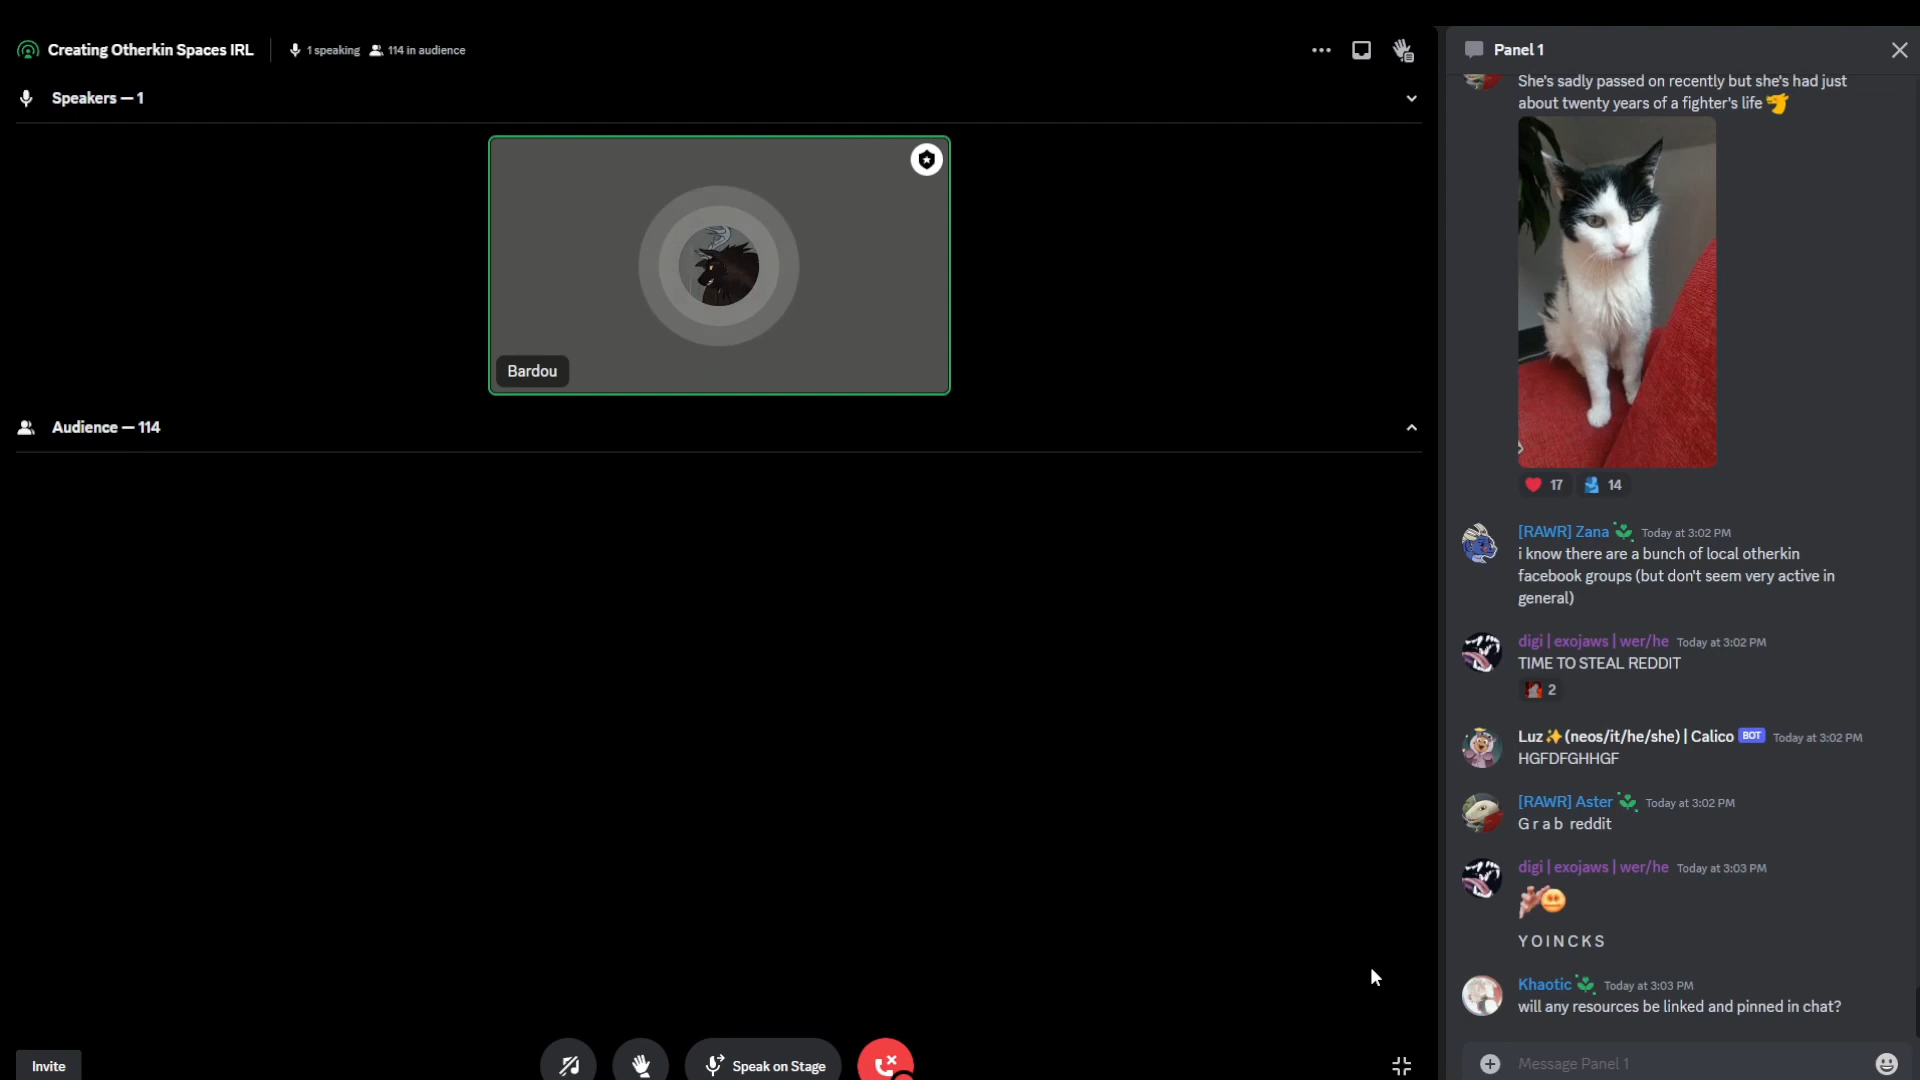 Creating Otherkin Spaces IRL
1 speaking
114 in audience
Speakers — 1
Bardou
Audience — 114
Invite
Speak on Stage
Panel 1
She's sadly passed on recently but she's had just
about twenty years of a fighter's life
17
14
[RAWR] Zana Today at 3:02 PM
i know there are a bunch of local otherkin
facebook groups (but don't seem very active in
general)
digi | exojaws | wer/he Today at 3:02 PM
TIME TO STEAL REDDIT
2
Luz✨(neos/it/he/she) | Calico BOT Today at 3:02 PM
HGFDFGHHGF
[RAWR] Aster Today at 3:02 PM
G r a b reddit
digi | exojaws | wer/he Today at 3:03 PM
Y O I N C K S
Khaotic Today at 3:03 PM
will any resources be linked and pinned in chat?
Message Panel 1